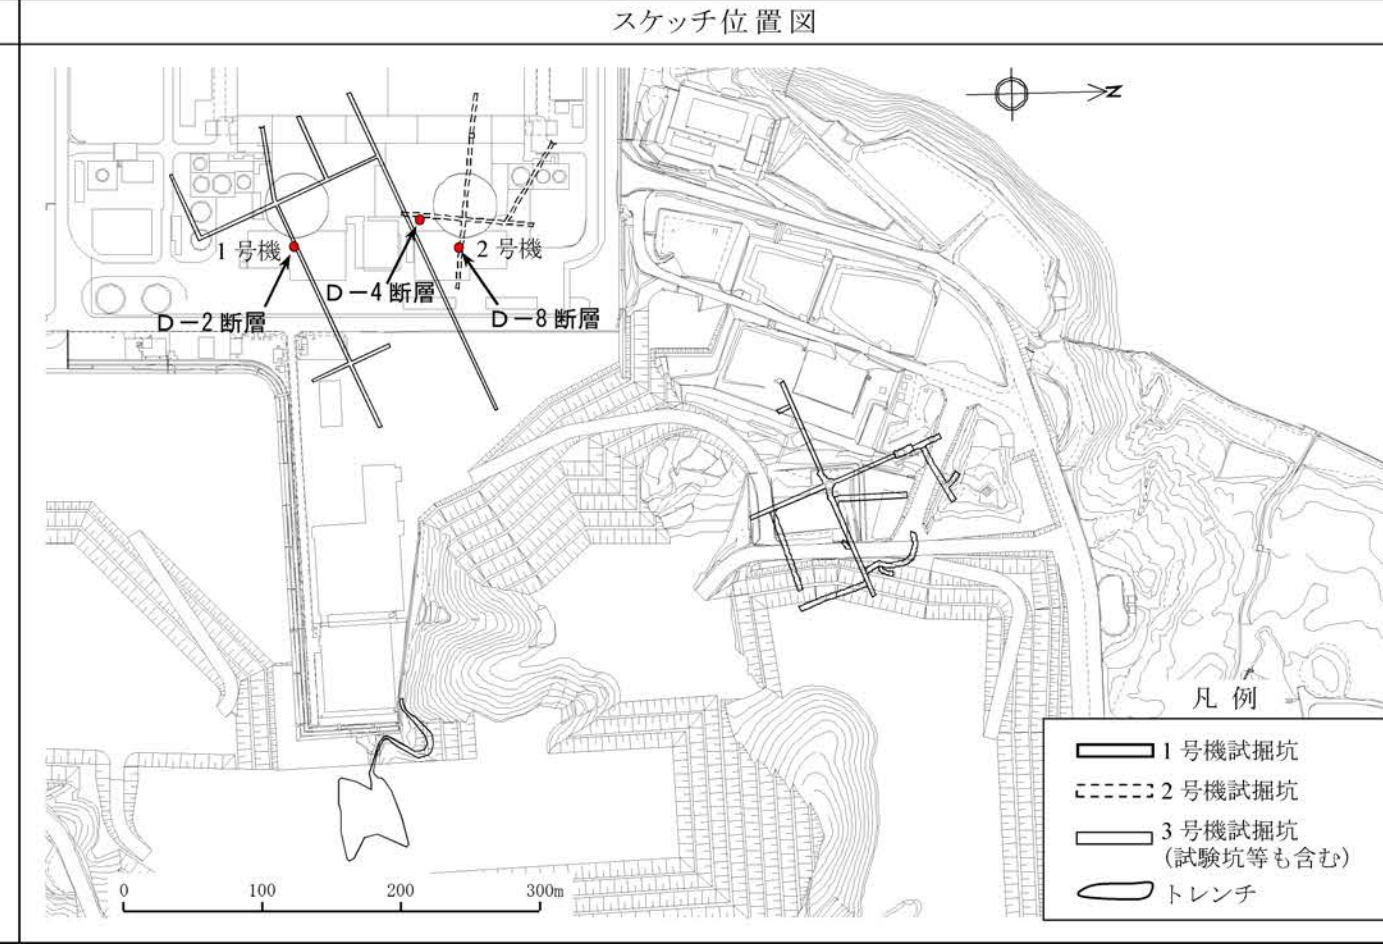 スケッチ位置図
N
1 号機
2 号機
D－4 断層
D－2 断層
D－8 断層
凡 例
1 号機試掘坑
2 号機試掘坑
3 号機試掘坑
(試験坑等も含む)
トレンチ
0 100 200 300m